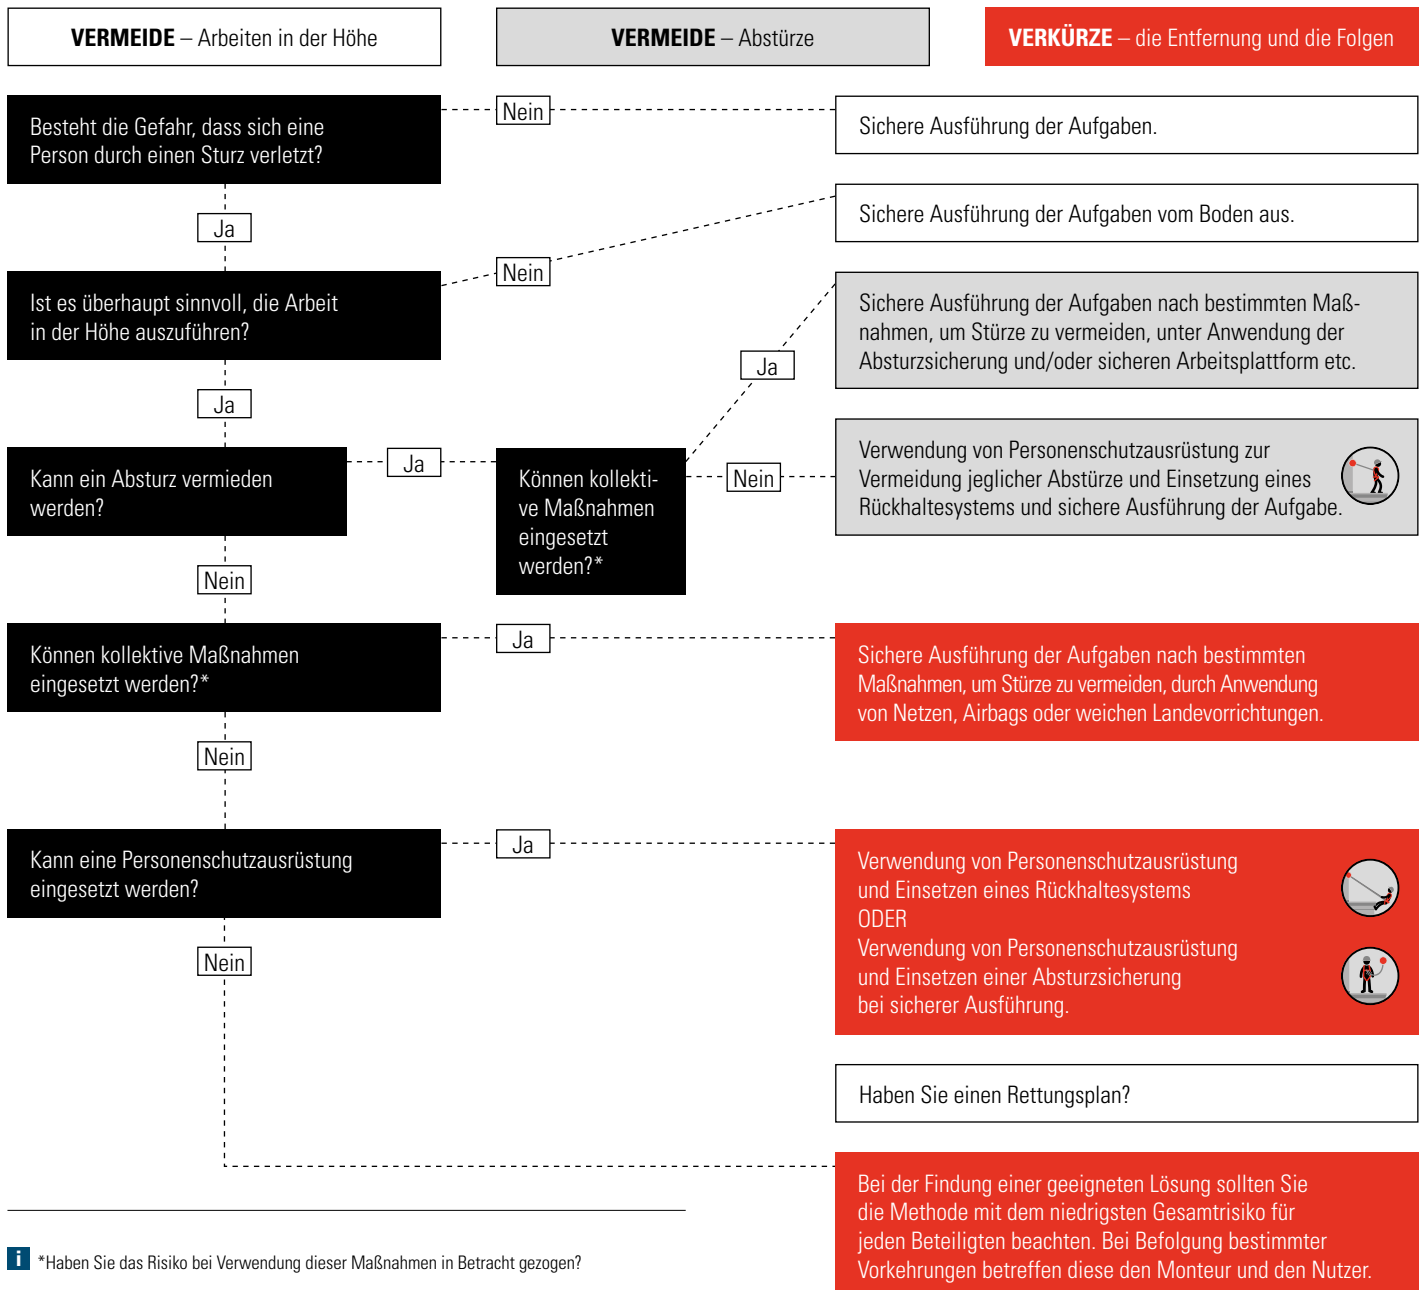 VERMEIDE – Arbeiten in der Höhe
VERMEIDE – Abstürze
VERKÜRZE – die Entfernung und die Folgen
Besteht die Gefahr, dass sich eine
Person durch einen Sturz verletzt?
Nein
Sichere Ausführung der Aufgaben.
Ja
Ist es überhaupt sinnvoll, die Arbeit
in der Höhe auszuführen?
Nein
Sichere Ausführung der Aufgaben vom Boden aus.
Ja
Kann ein Absturz vermieden
werden?
Ja
Können kollekti-
ve Maßnahmen
eingesetzt
werden?*
Ja
Sichere Ausführung der Aufgaben nach bestimmten Maß-
nahmen, um Stürze zu vermeiden, unter Anwendung der
Absturzsicherung und/oder sicheren Arbeitsplattform etc.
Nein
Verwendung von Personenschutzausrüstung zur
Vermeidung jeglicher Abstürze und Einsetzung eines
Rückhaltesystems und sichere Ausführung der Aufgabe.
Nein
Können kollektive Maßnahmen
eingesetzt werden?*
Ja
Sichere Ausführung der Aufgaben nach bestimmten
Maßnahmen, um Stürze zu vermeiden, durch Anwendung
von Netzen, Airbags oder weichen Landevorrichtungen.
Nein
Kann eine Personenschutzausrüstung
eingesetzt werden?
Ja
Verwendung von Personenschutzausrüstung
und Einsetzen eines Rückhaltesystems
ODER
Verwendung von Personenschutzausrüstung
und Einsetzen einer Absturzsicherung
bei sicherer Ausführung.
Nein
Haben Sie einen Rettungsplan?
Bei der Findung einer geeigneten Lösung sollten Sie
die Methode mit dem niedrigsten Gesamtrisiko für
jeden Beteiligten beachten. Bei Befolgung bestimmter
Vorkehrungen betreffen diese den Monteur und den Nutzer.
i *Haben Sie das Risiko bei Verwendung dieser Maßnahmen in Betracht gezogen?